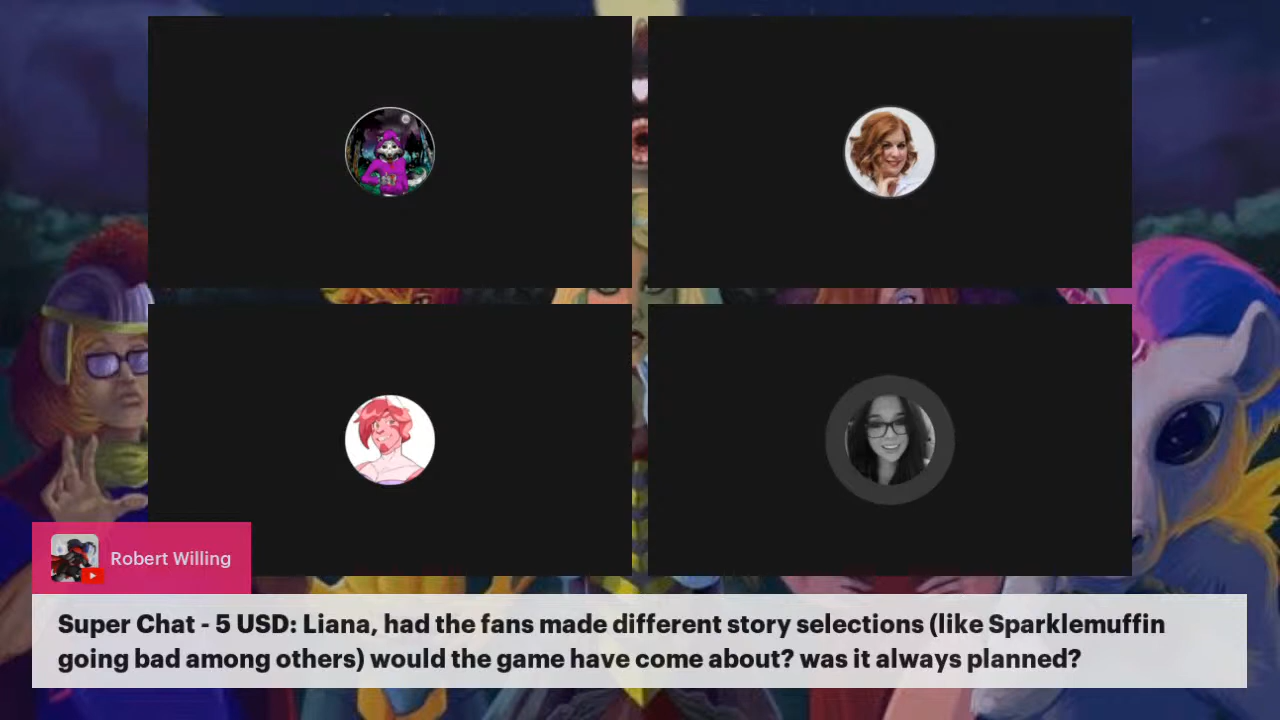 Robert Willing
Super Chat - 5 USD: Liana, had the fans made different story selections (like Sparklemuffin
going bad among others) would the game have come about? was it always planned?